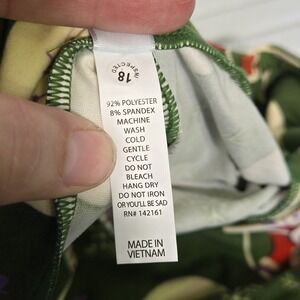 INSPECTED
18
92% POLYESTER
8% SPANDEX
MACHINE
WASH
COLD
GENTLE
CYCLE
DO NOT
BLEACH
HANG DRY
DO NOT IRON
OR YOU'LL BE SAD
RN# 142161
MADE IN
VIETNAM